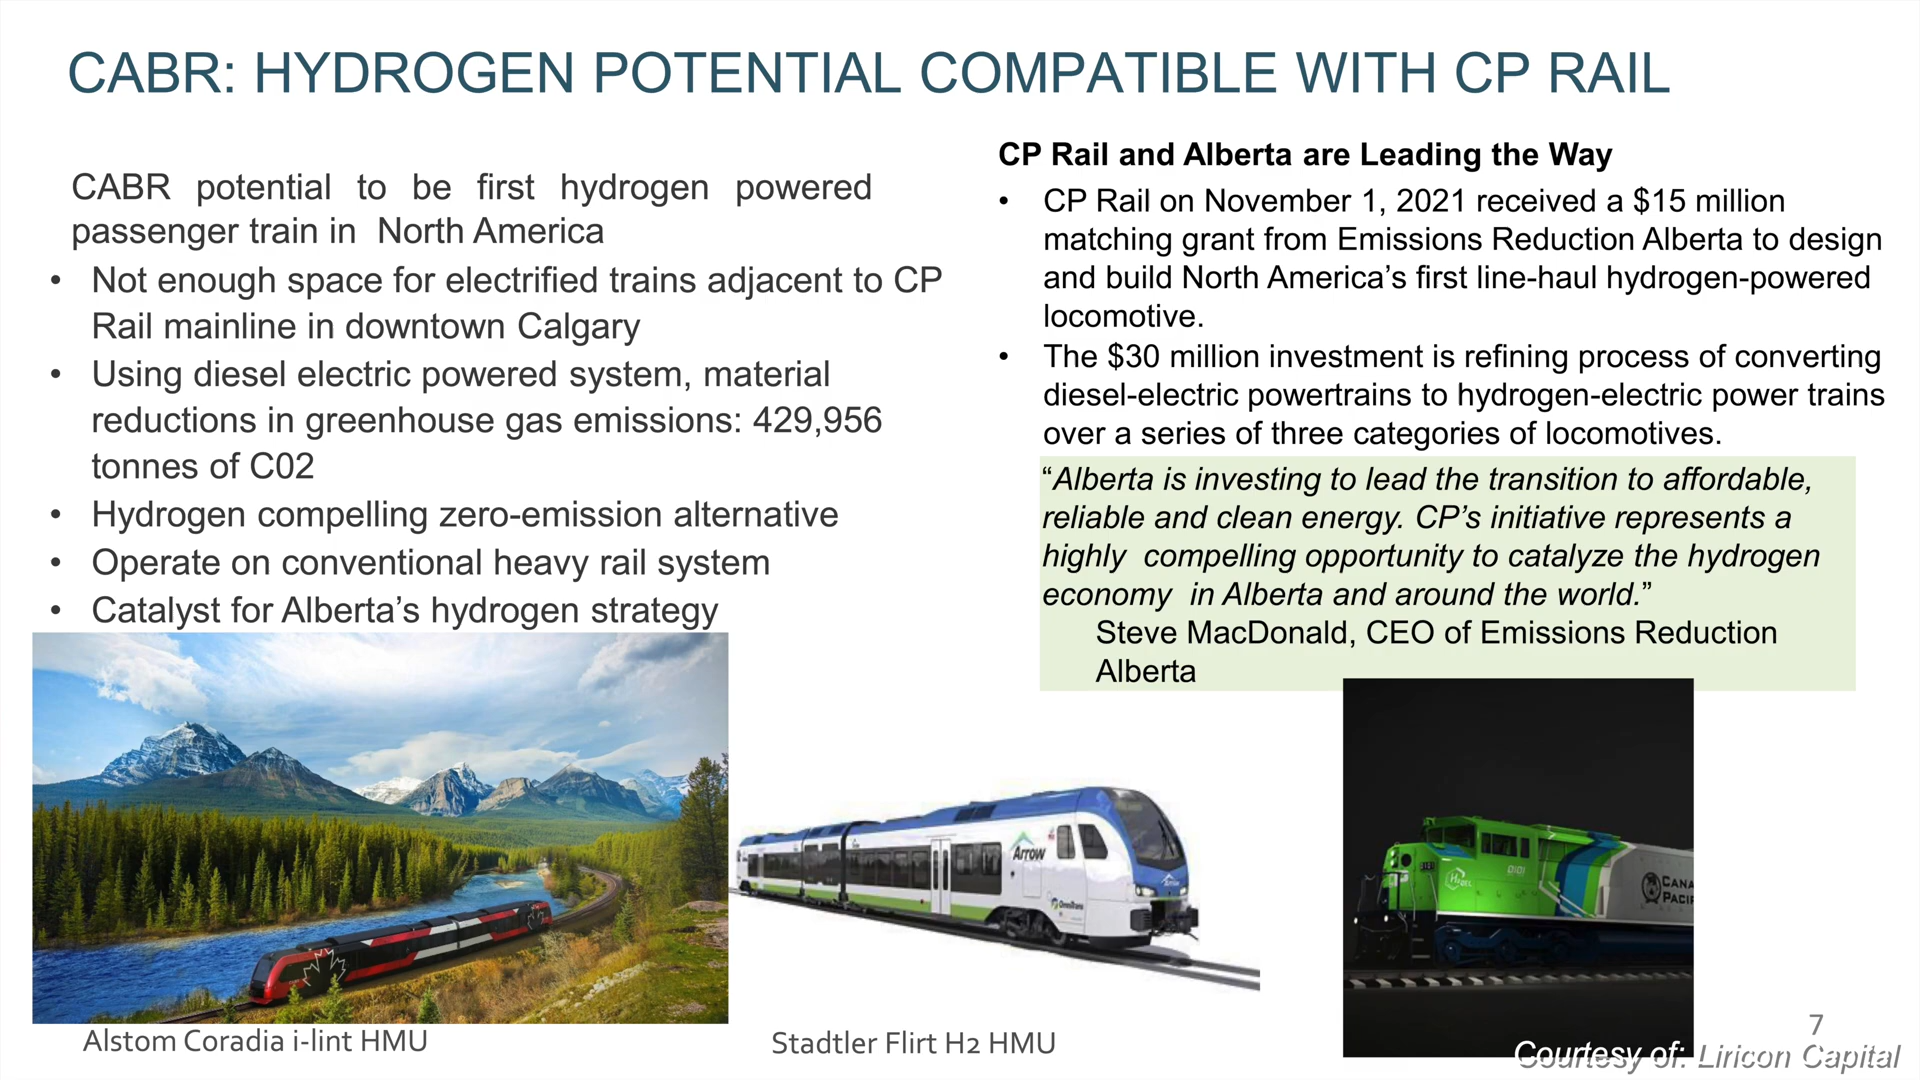 CABR: HYDROGEN POTENTIAL COMPATIBLE WITH CP RAIL
CABR potential to be first hydrogen powered
passenger train in North America
• Not enough space for electrified trains adjacent to CP
Rail mainline in downtown Calgary
• Using diesel electric powered system, material
reductions in greenhouse gas emissions: 429,956
tonnes of C02
• Hydrogen compelling zero-emission alternative
• Operate on conventional heavy rail system
• Catalyst for Alberta’s hydrogen strategy
CP Rail and Alberta are Leading the Way
• CP Rail on November 1, 2021 received a $15 million
matching grant from Emissions Reduction Alberta to design
and build North America’s first line-haul hydrogen-powered
locomotive.
• The $30 million investment is refining process of converting
diesel-electric powertrains to hydrogen-electric power trains
over a series of three categories of locomotives.
“Alberta is investing to lead the transition to affordable,
reliable and clean energy. CP’s initiative represents a
highly compelling opportunity to catalyze the hydrogen
economy in Alberta and around the world.”
Steve MacDonald, CEO of Emissions Reduction
Alberta
Arrow
Arrow
OmniTrans
0101
0101
CANA
PACIF
Alstom Coradia i-lint HMU
Stadtler Flirt H2 HMU
7
Courtesy of: Liricon Capital